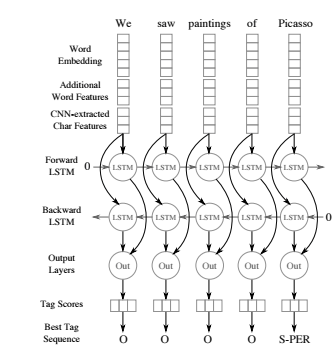 We saw paintings of Picasso
Word
Embedding
Additional
Word Features
CNN-extracted
Char Features
Forward
LSTM
0 LSTM LSTM LSTM LSTM LSTM
Backward
LSTM
LSTM LSTM LSTM LSTM LSTM 0
Output
Layers
Out Out Out Out Out
Tag Scores
Best Tag
Sequence
O O O O S-PER